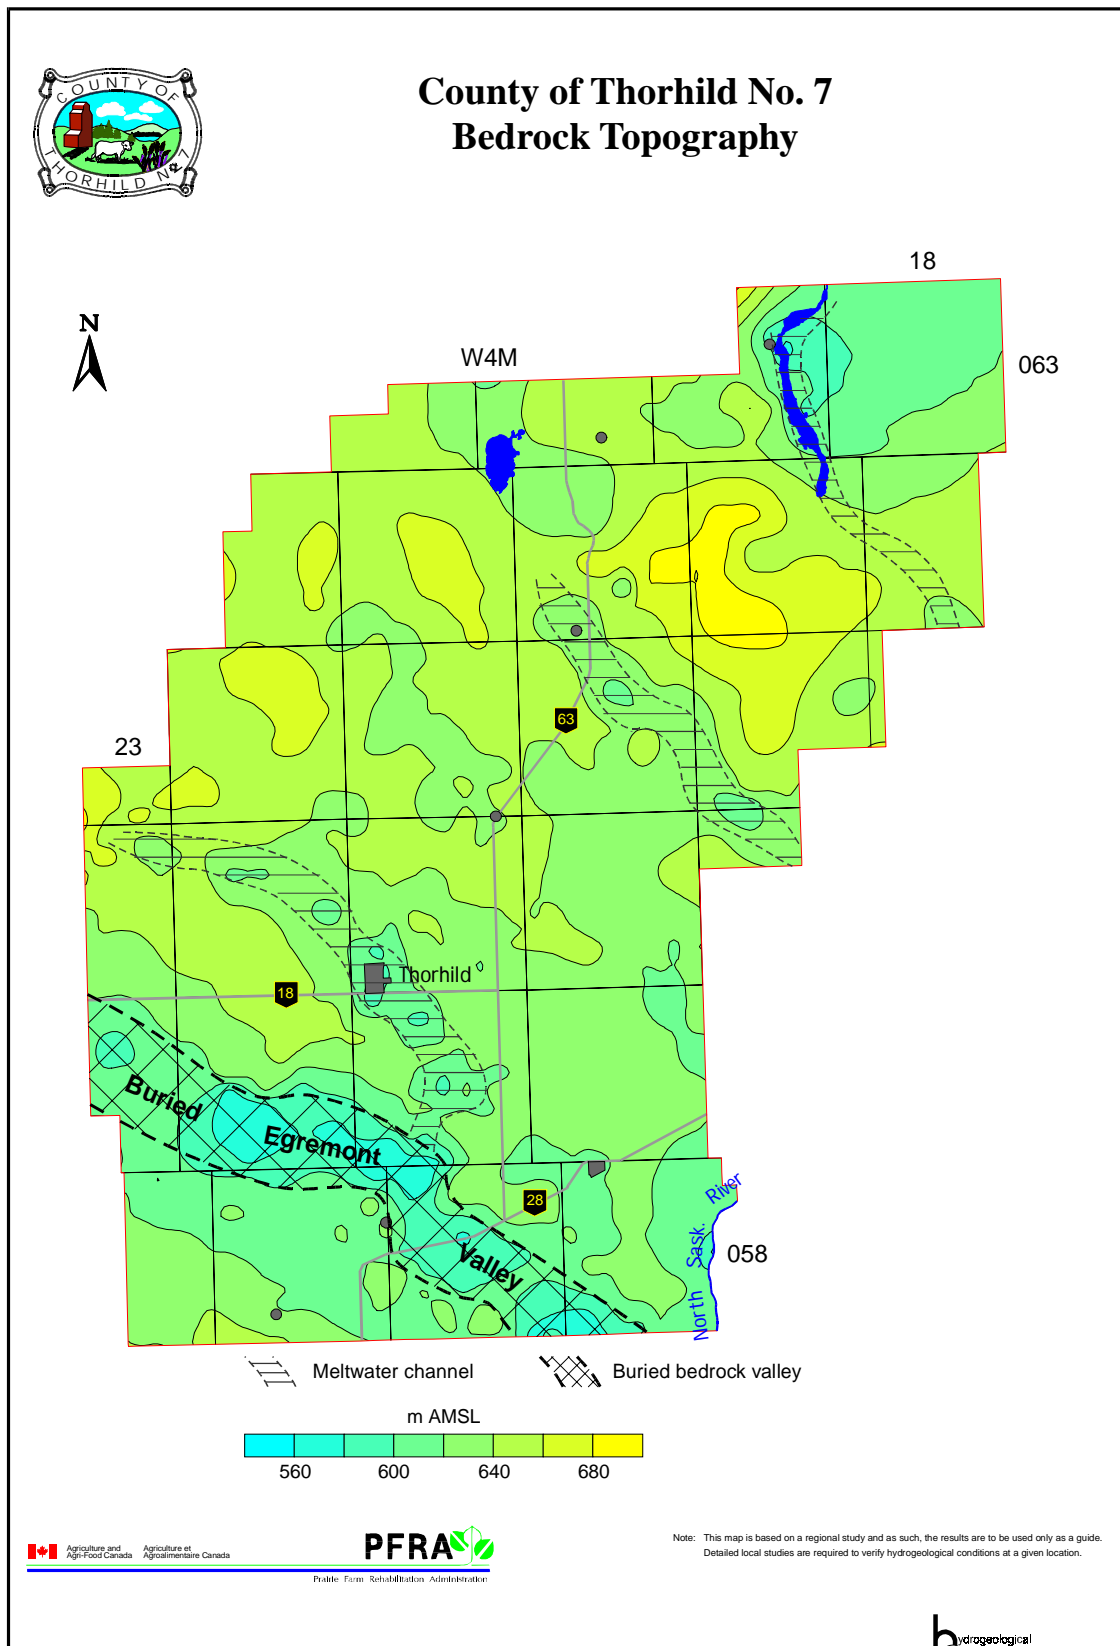 County of Thorhild No. 7
Bedrock Topography
COUNTY OF
THORHILD No 7
18
N
W4M
063
63
23
Thorhild
18
Buried
Egremont
28
Valley
North Sask. River
058
Meltwater channel
Buried bedrock valley
m AMSL
560 600 640 680
Agriculture and Agri-Food Canada
Agriculture et Agroalimentaire Canada
PFRA
Prairie Farm Rehabilitation Administration
Note: This map is based on a regional study and as such, the results are to be used only as a guide.
Detailed local studies are required to verify hydrogeological conditions at a given location.
hydrogeological